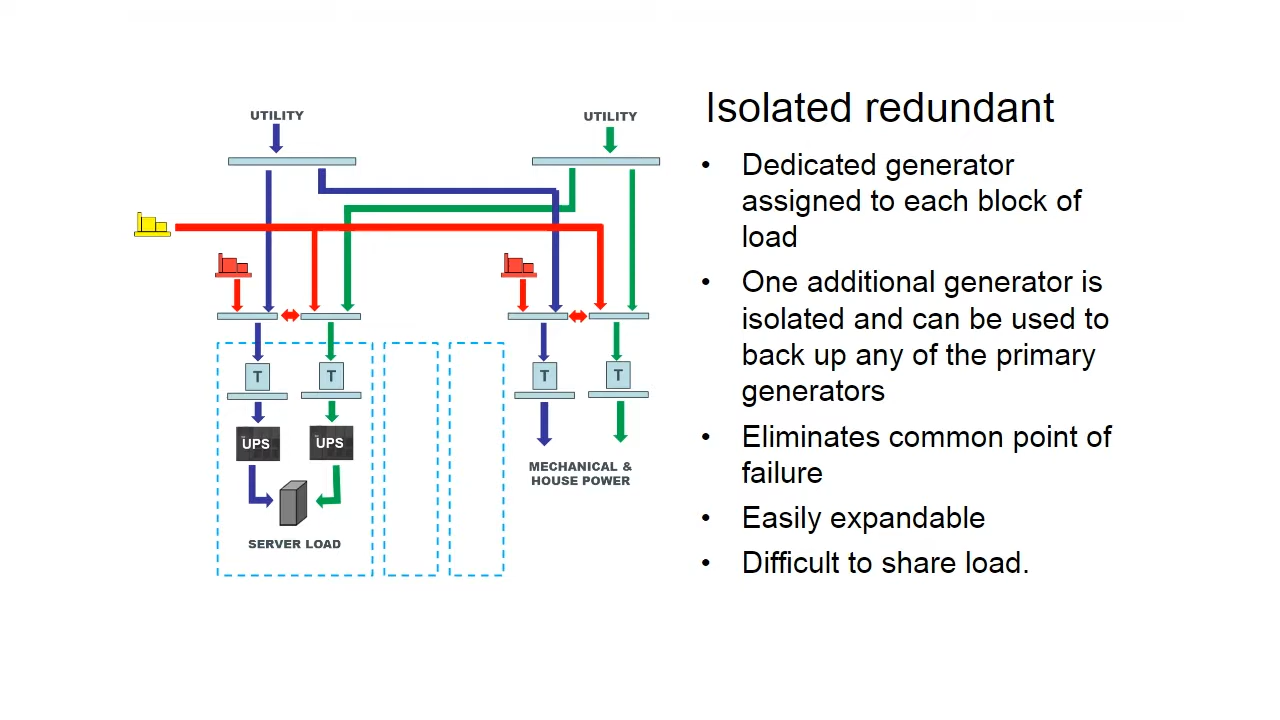 UTILITY
UTILITY
T
T
T
T
UPS
UPS
MECHANICAL &
HOUSE POWER
SERVER LOAD
Isolated redundant
• Dedicated generator
assigned to each block of
load
• One additional generator is
isolated and can be used to
back up any of the primary
generators
• Eliminates common point of
failure
• Easily expandable
• Difficult to share load.